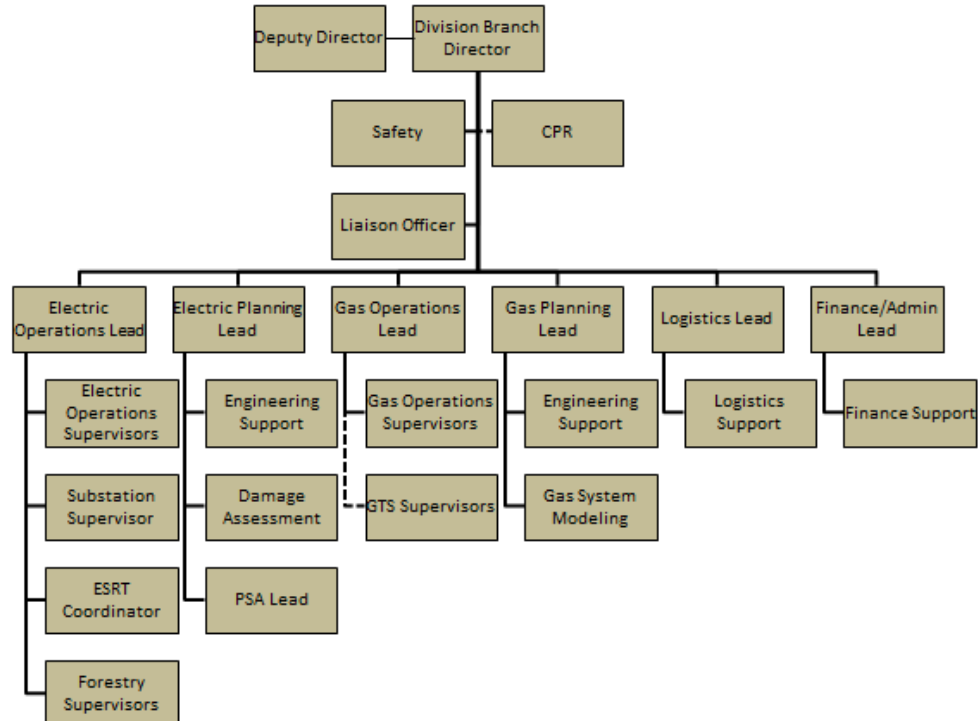 Deputy Director
Division Branch
Director
Safety
CPR
Liaison Officer
Electric
Operations Lead
Electric Planning
Lead
Gas Operations
Lead
Gas Planning
Lead
Logistics Lead
Finance/Admin
Lead
Electric
Operations
Supervisors
Engineering
Support
Gas Operations
Supervisors
Engineering
Support
Logistics
Support
Finance Support
Substation
Supervisor
Damage
Assessment
GTS Supervisors
Gas System
Modeling
ESRT
Coordinator
PSA Lead
Forestry
Supervisors